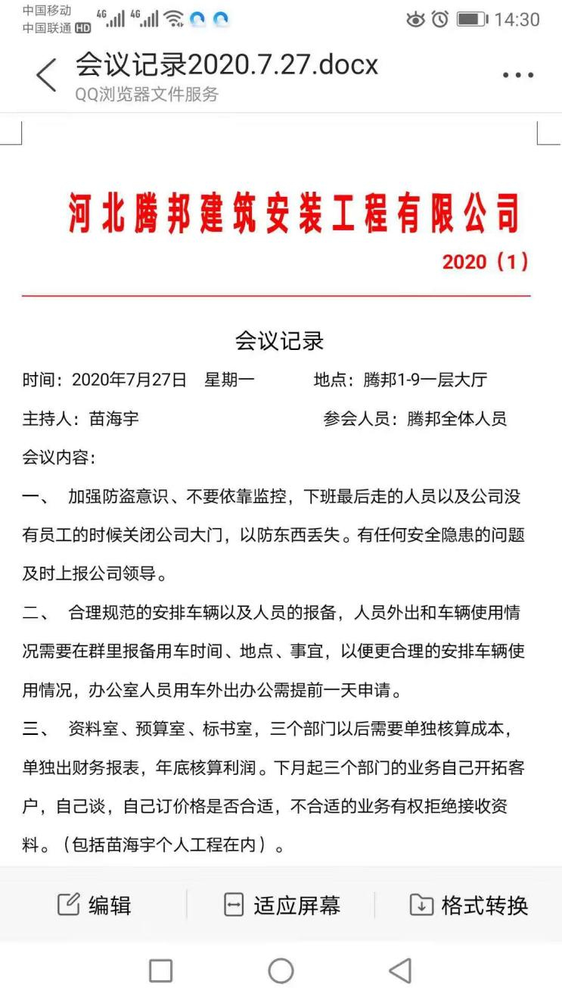 中国移动 4G 4G 14:30
中国联通 HD
会议记录2020.7.27.docx
QQ浏览器文件服务
河北腾邦建筑安装工程有限公司
2020（1）
会议记录
时间：2020年7月27日 星期一 地点：腾邦1-9一层大厅
主持人：苗海宇 参会人员：腾邦全体人员
会议内容：
一、 加强防盗意识、不要依靠监控，下班最后走的人员以及公司没
有员工的时候关闭公司大门，以防东西丢失。有任何安全隐患的问题
及时上报公司领导。
二、 合理规范的安排车辆以及人员的报备，人员外出和车辆使用情
况需要在群里报备用车时间、地点、事宜，以便更合理的安排车辆使
用情况，办公室人员用车外出办公需提前一天申请。
三、 资料室、预算室、标书室，三个部门以后需要单独核算成本，
单独出财务报表，年底核算利润。下月起三个部门的业务自己开拓客
户，自己谈，自己订价格是否合适，不合适的业务有权拒绝接收资
料。（包括苗海宇个人工程在内）。
编辑 适应屏幕 格式转换